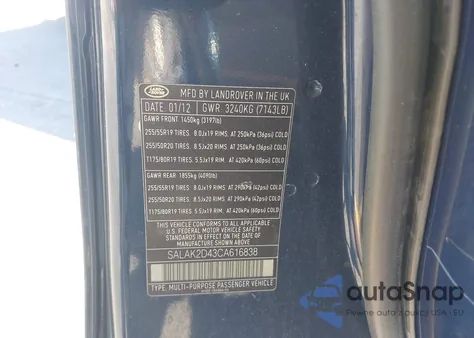 LAND ROVER
MFD BY LANDROVER IN THE UK
DATE 01/12 GWR: 3240KG (7143LB)
GAWR FRONT 1450kg (3197lb)
255/55R19 TIRES. 8.0Jx19 RIMS. AT 250kPa (36psi) COLD
255/50R20 TIRES. 8.5Jx20 RIMS. AT 250kPa (36psi) COLD
T175/80R19 TIRES. 5.5Jx19 RIM. AT 420kPa (60psi) COLD
GAWR REAR 1855kg (4090lb)
255/55R19 TIRES. 8.0Jx19 RIMS. AT 290kPa (42psi) COLD
255/50R20 TIRES. 8.5Jx20 RIMS. AT 290kPa (42psi) COLD
T175/80R19 TIRES. 5.5Jx19 RIM. AT 420kPa (60psi) COLD
THIS VEHICLE CONFORMS TO ALL APPLICABLE
U.S. FEDERAL MOTOR VEHICLE SAFETY STANDARDS
IN EFFECT ON THE DATE OF MANUFACTURE SHOWN ABOVE.
SALAK2D43CA616838
TYPE: MULTI-PURPOSE PASSENGER VEHICLE
autoSnap
Pewne auto z USA i EU